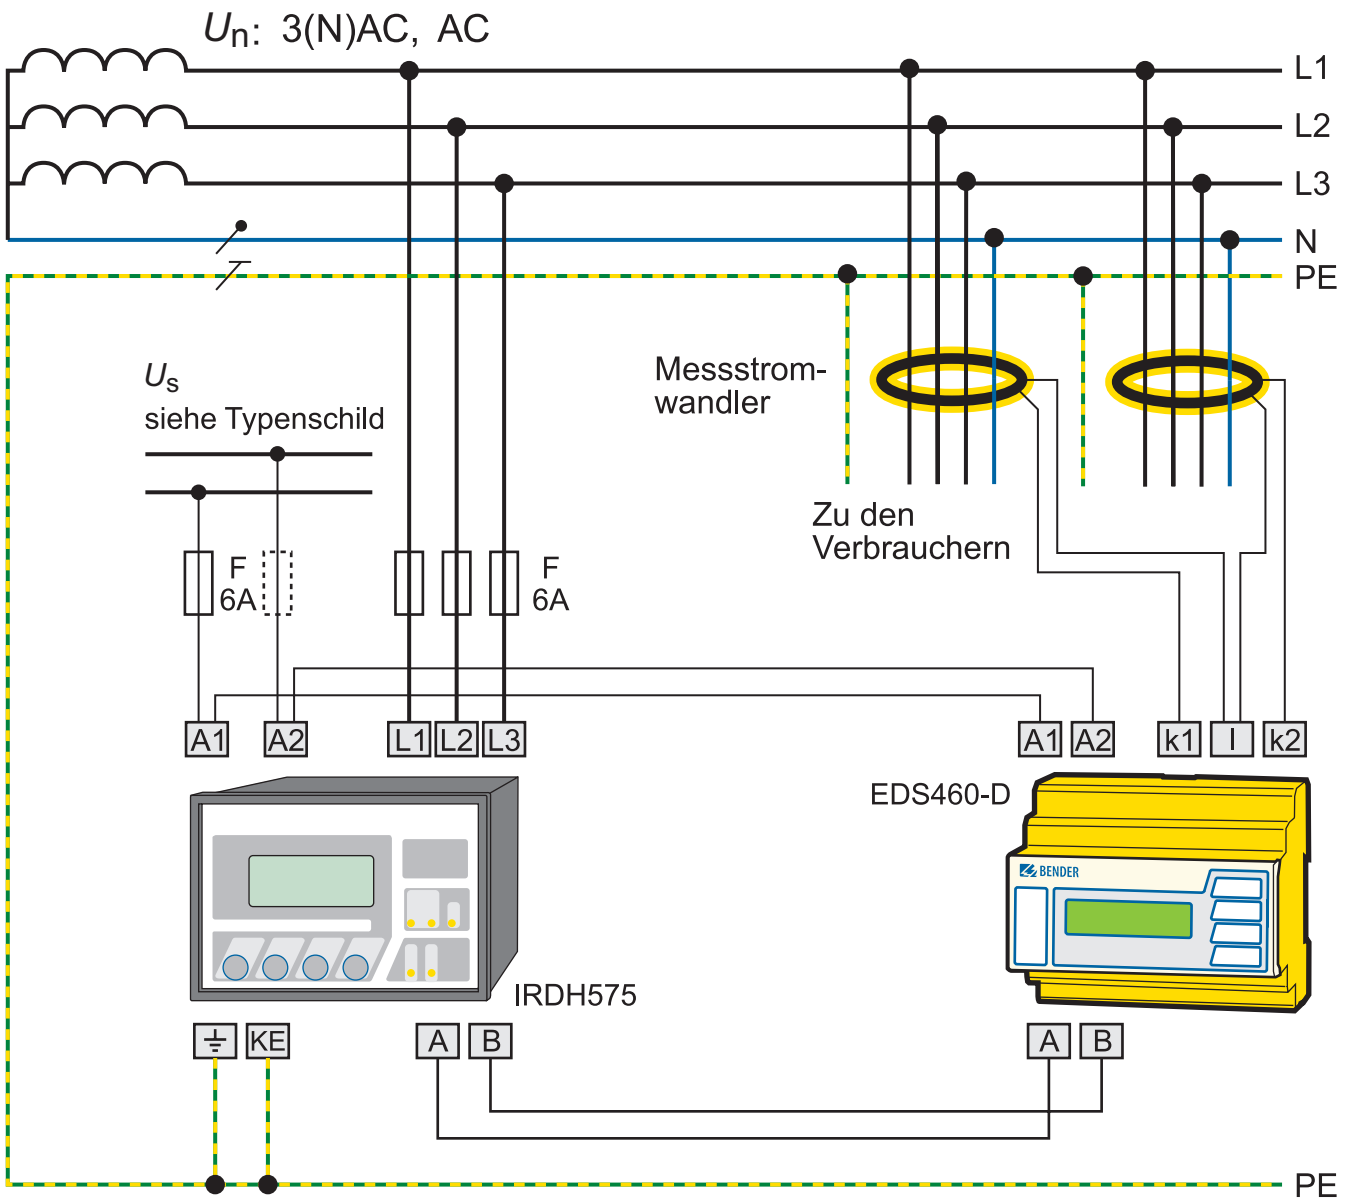 Un: 3(N)AC, AC
L1
L2
L3
N
PE
Us
siehe Typenschild
Messstrom-
wandler
Zu den
Verbrauchern
F
6A
F
6A
A1 A2 L1 L2 L3 A1 A2 k1 l k2
EDS460-D
BENDER
IRDH575
KE A B A B
PE